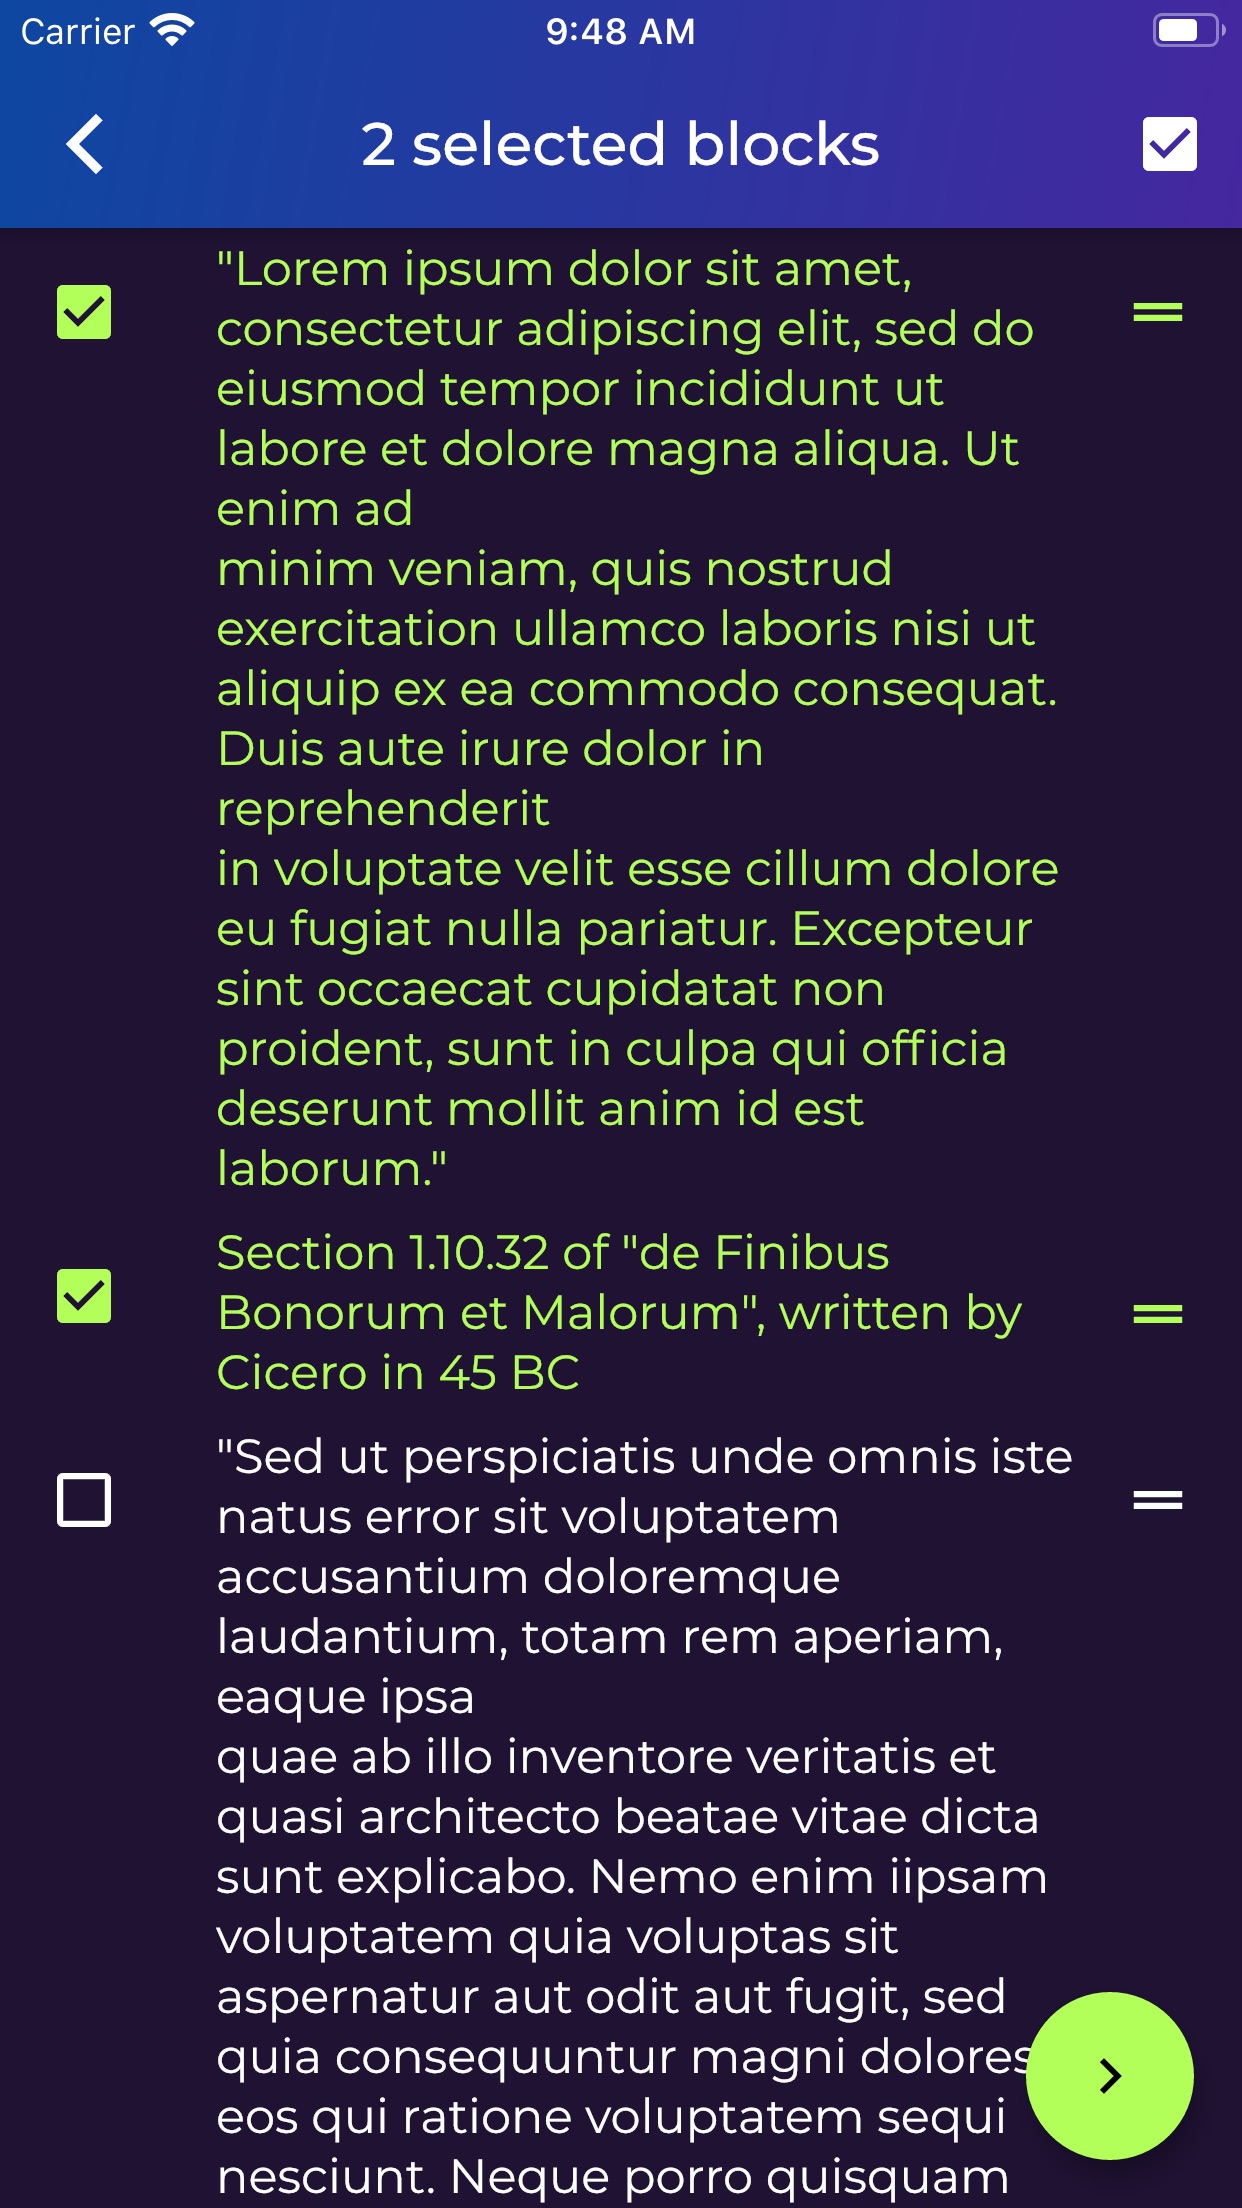 Carrier 9:48 AM
2 selected blocks
"Lorem ipsum dolor sit amet,
consectetur adipiscing elit, sed do
eiusmod tempor incididunt ut
labore et dolore magna aliqua. Ut
enim ad
minim veniam, quis nostrud
exercitation ullamco laboris nisi ut
aliquip ex ea commodo consequat.
Duis aute irure dolor in
reprehenderit
in voluptate velit esse cillum dolore
eu fugiat nulla pariatur. Excepteur
sint occaecat cupidatat non
proident, sunt in culpa qui officia
deserunt mollit anim id est
laborum."
Section 1.10.32 of "de Finibus
Bonorum et Malorum", written by
Cicero in 45 BC
"Sed ut perspiciatis unde omnis iste
natus error sit voluptatem
accusantium doloremque
laudantium, totam rem aperiam,
eaque ipsa
quae ab illo inventore veritatis et
quasi architecto beatae vitae dicta
sunt explicabo. Nemo enim iipsam
voluptatem quia voluptas sit
aspernatur aut odit aut fugit, sed
quia consequuntur magni dolores
eos qui ratione voluptatem sequi
nesciunt. Neque porro quisquam